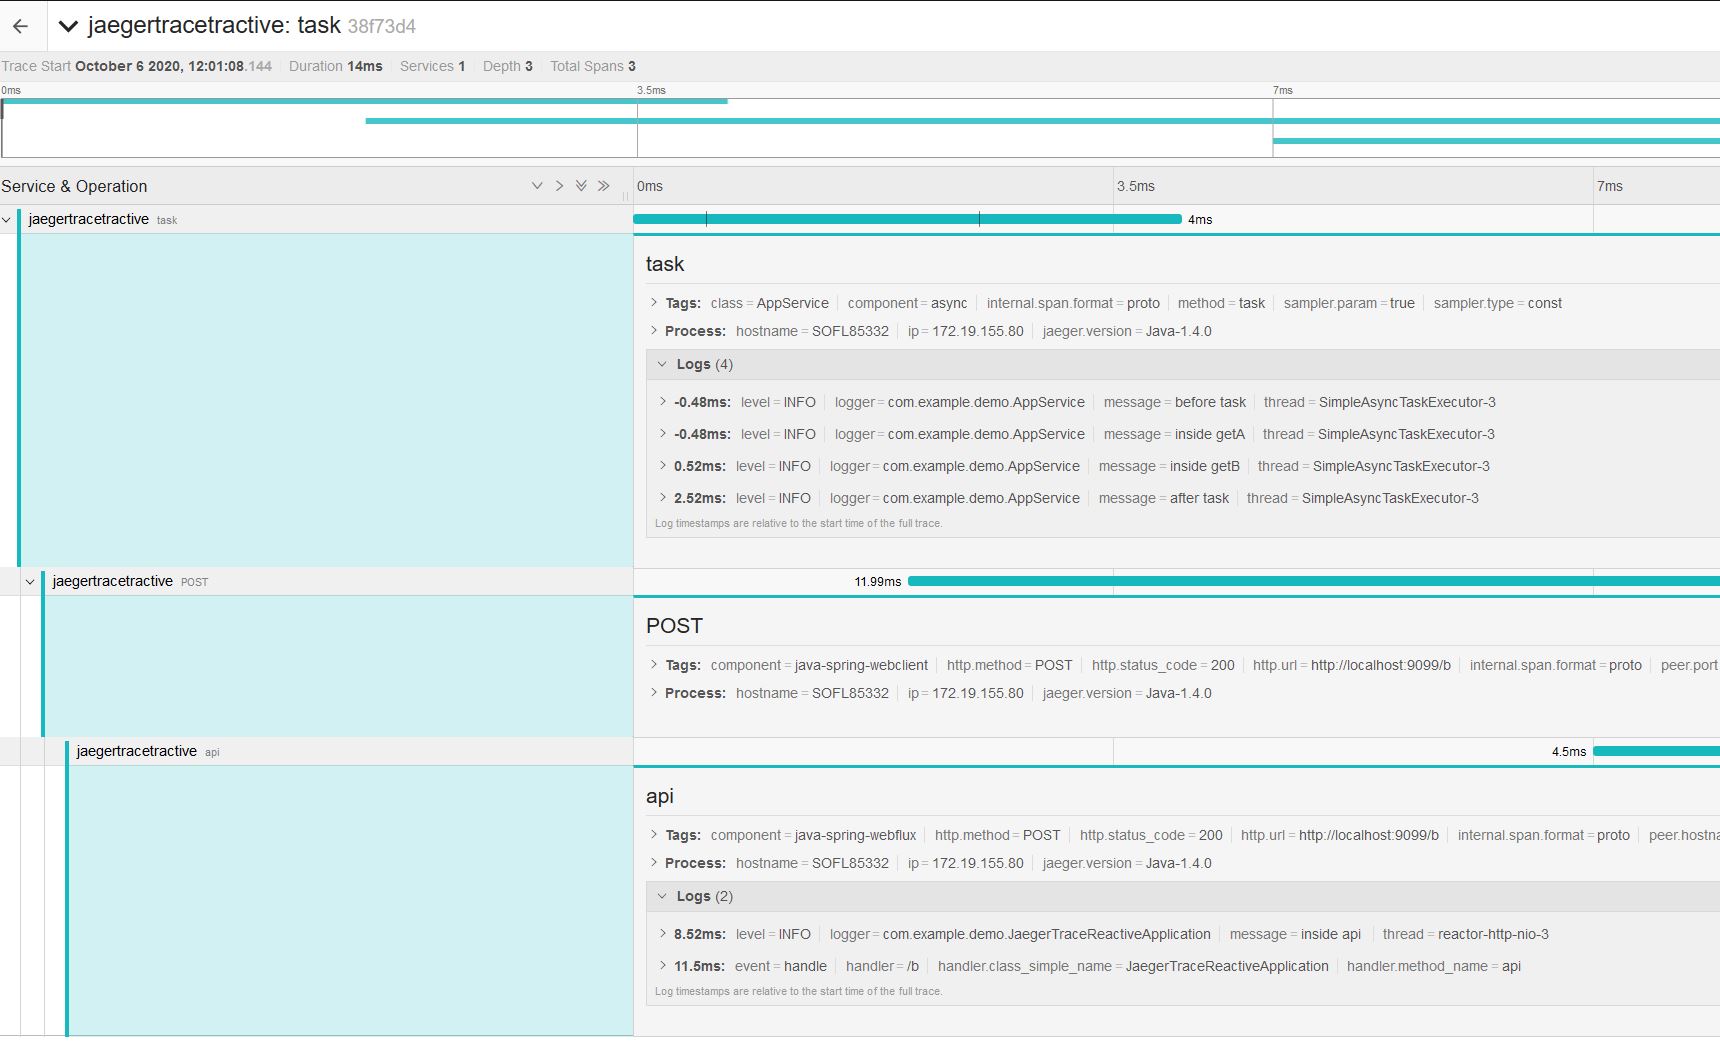 jaegertracetractive: task 38f73d4
Trace Start October 6 2020, 12:01:08.144 Duration 14ms Services 1 Depth 3 Total Spans 3
0ms 3.5ms 7ms
Service & Operation 0ms 3.5ms 7ms
jaegertracetractive task 4ms
task
Tags: class = AppService component = async internal.span.format = proto method = task sampler.param = true sampler.type = const
Process: hostname = SOFL85332 ip = 172.19.155.80 jaeger.version = Java-1.4.0
Logs (4)
-0.48ms: level = INFO logger = com.example.demo.AppService message = before task thread = SimpleAsyncTaskExecutor-3
-0.48ms: level = INFO logger = com.example.demo.AppService message = inside getA thread = SimpleAsyncTaskExecutor-3
0.52ms: level = INFO logger = com.example.demo.AppService message = inside getB thread = SimpleAsyncTaskExecutor-3
2.52ms: level = INFO logger = com.example.demo.AppService message = after task thread = SimpleAsyncTaskExecutor-3
Log timestamps are relative to the start time of the full trace.
jaegertracetractive POST 11.99ms
POST
Tags: component = java-spring-webclient http.method = POST http.status_code = 200 http.url = http://localhost:9099/b internal.span.format = proto peer.port
Process: hostname = SOFL85332 ip = 172.19.155.80 jaeger.version = Java-1.4.0
jaegertracetractive api 4.5ms
api
Tags: component = java-spring-webflux http.method = POST http.status_code = 200 http.url = http://localhost:9099/b internal.span.format = proto peer.hostna
Process: hostname = SOFL85332 ip = 172.19.155.80 jaeger.version = Java-1.4.0
Logs (2)
8.52ms: level = INFO logger = com.example.demo.JaegerTraceReactiveApplication message = inside api thread = reactor-http-nio-3
11.5ms: event = handle handler = /b handler.class_simple_name = JaegerTraceReactiveApplication handler.method_name = api
Log timestamps are relative to the start time of the full trace.